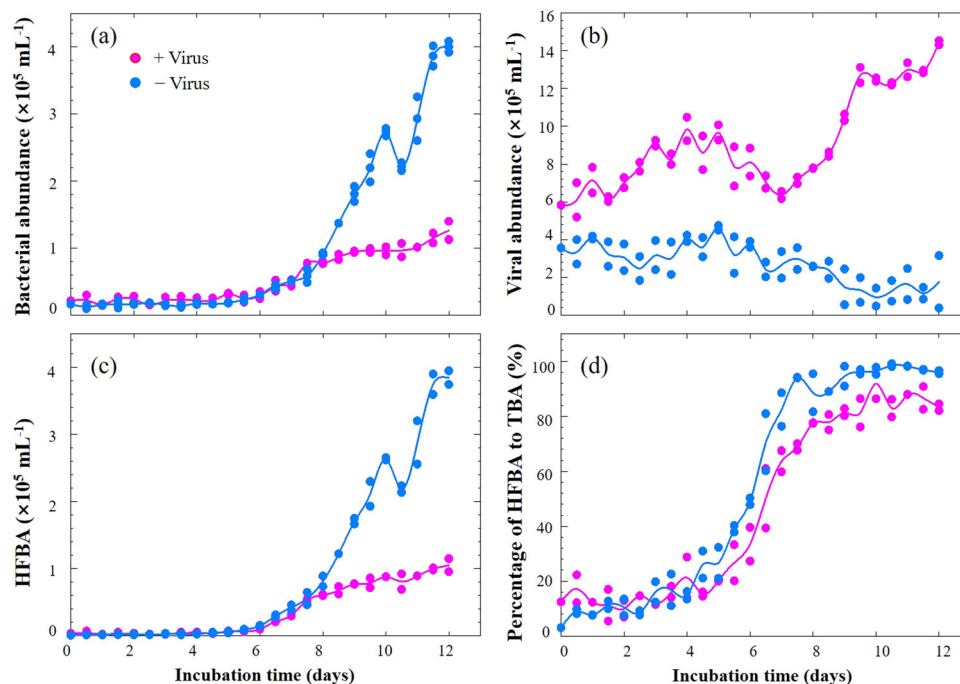 (a)
+ Virus
− Virus
Bacterial abundance (×10⁵ mL⁻¹)
4
3
2
1
0
(b)
Viral abundance (×10⁵ mL⁻¹)
16
14
12
10
8
6
4
2
0
(c)
HFBA (×10⁵ mL⁻¹)
4
3
2
1
0
0 2 4 6 8 10 12
Incubation time (days)
(d)
Percentage of HFBA to TBA (%)
100
80
60
40
20
0
0 2 4 6 8 10 12
Incubation time (days)